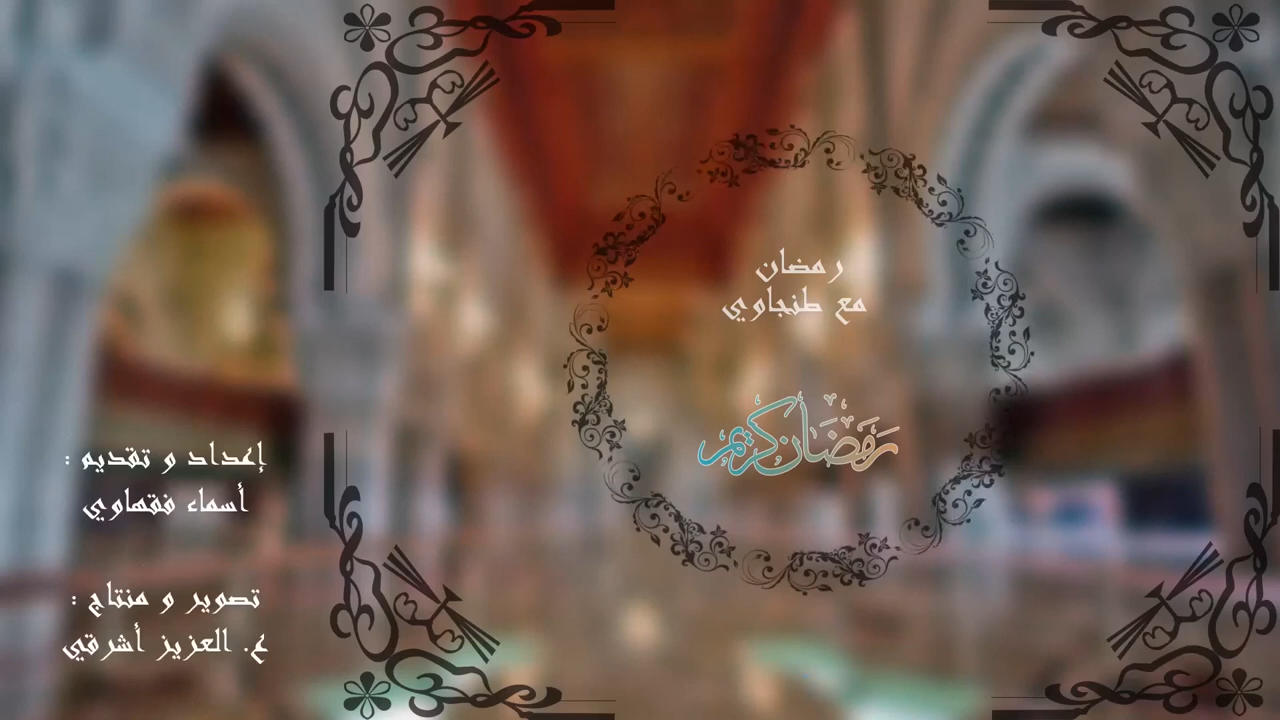 رمضان
مع طنجاوي
رمضان كريم
إعداد و تقديم :
أسماء فقهاوي
تصوير و منتاج :
ع. العزيز أشرقي